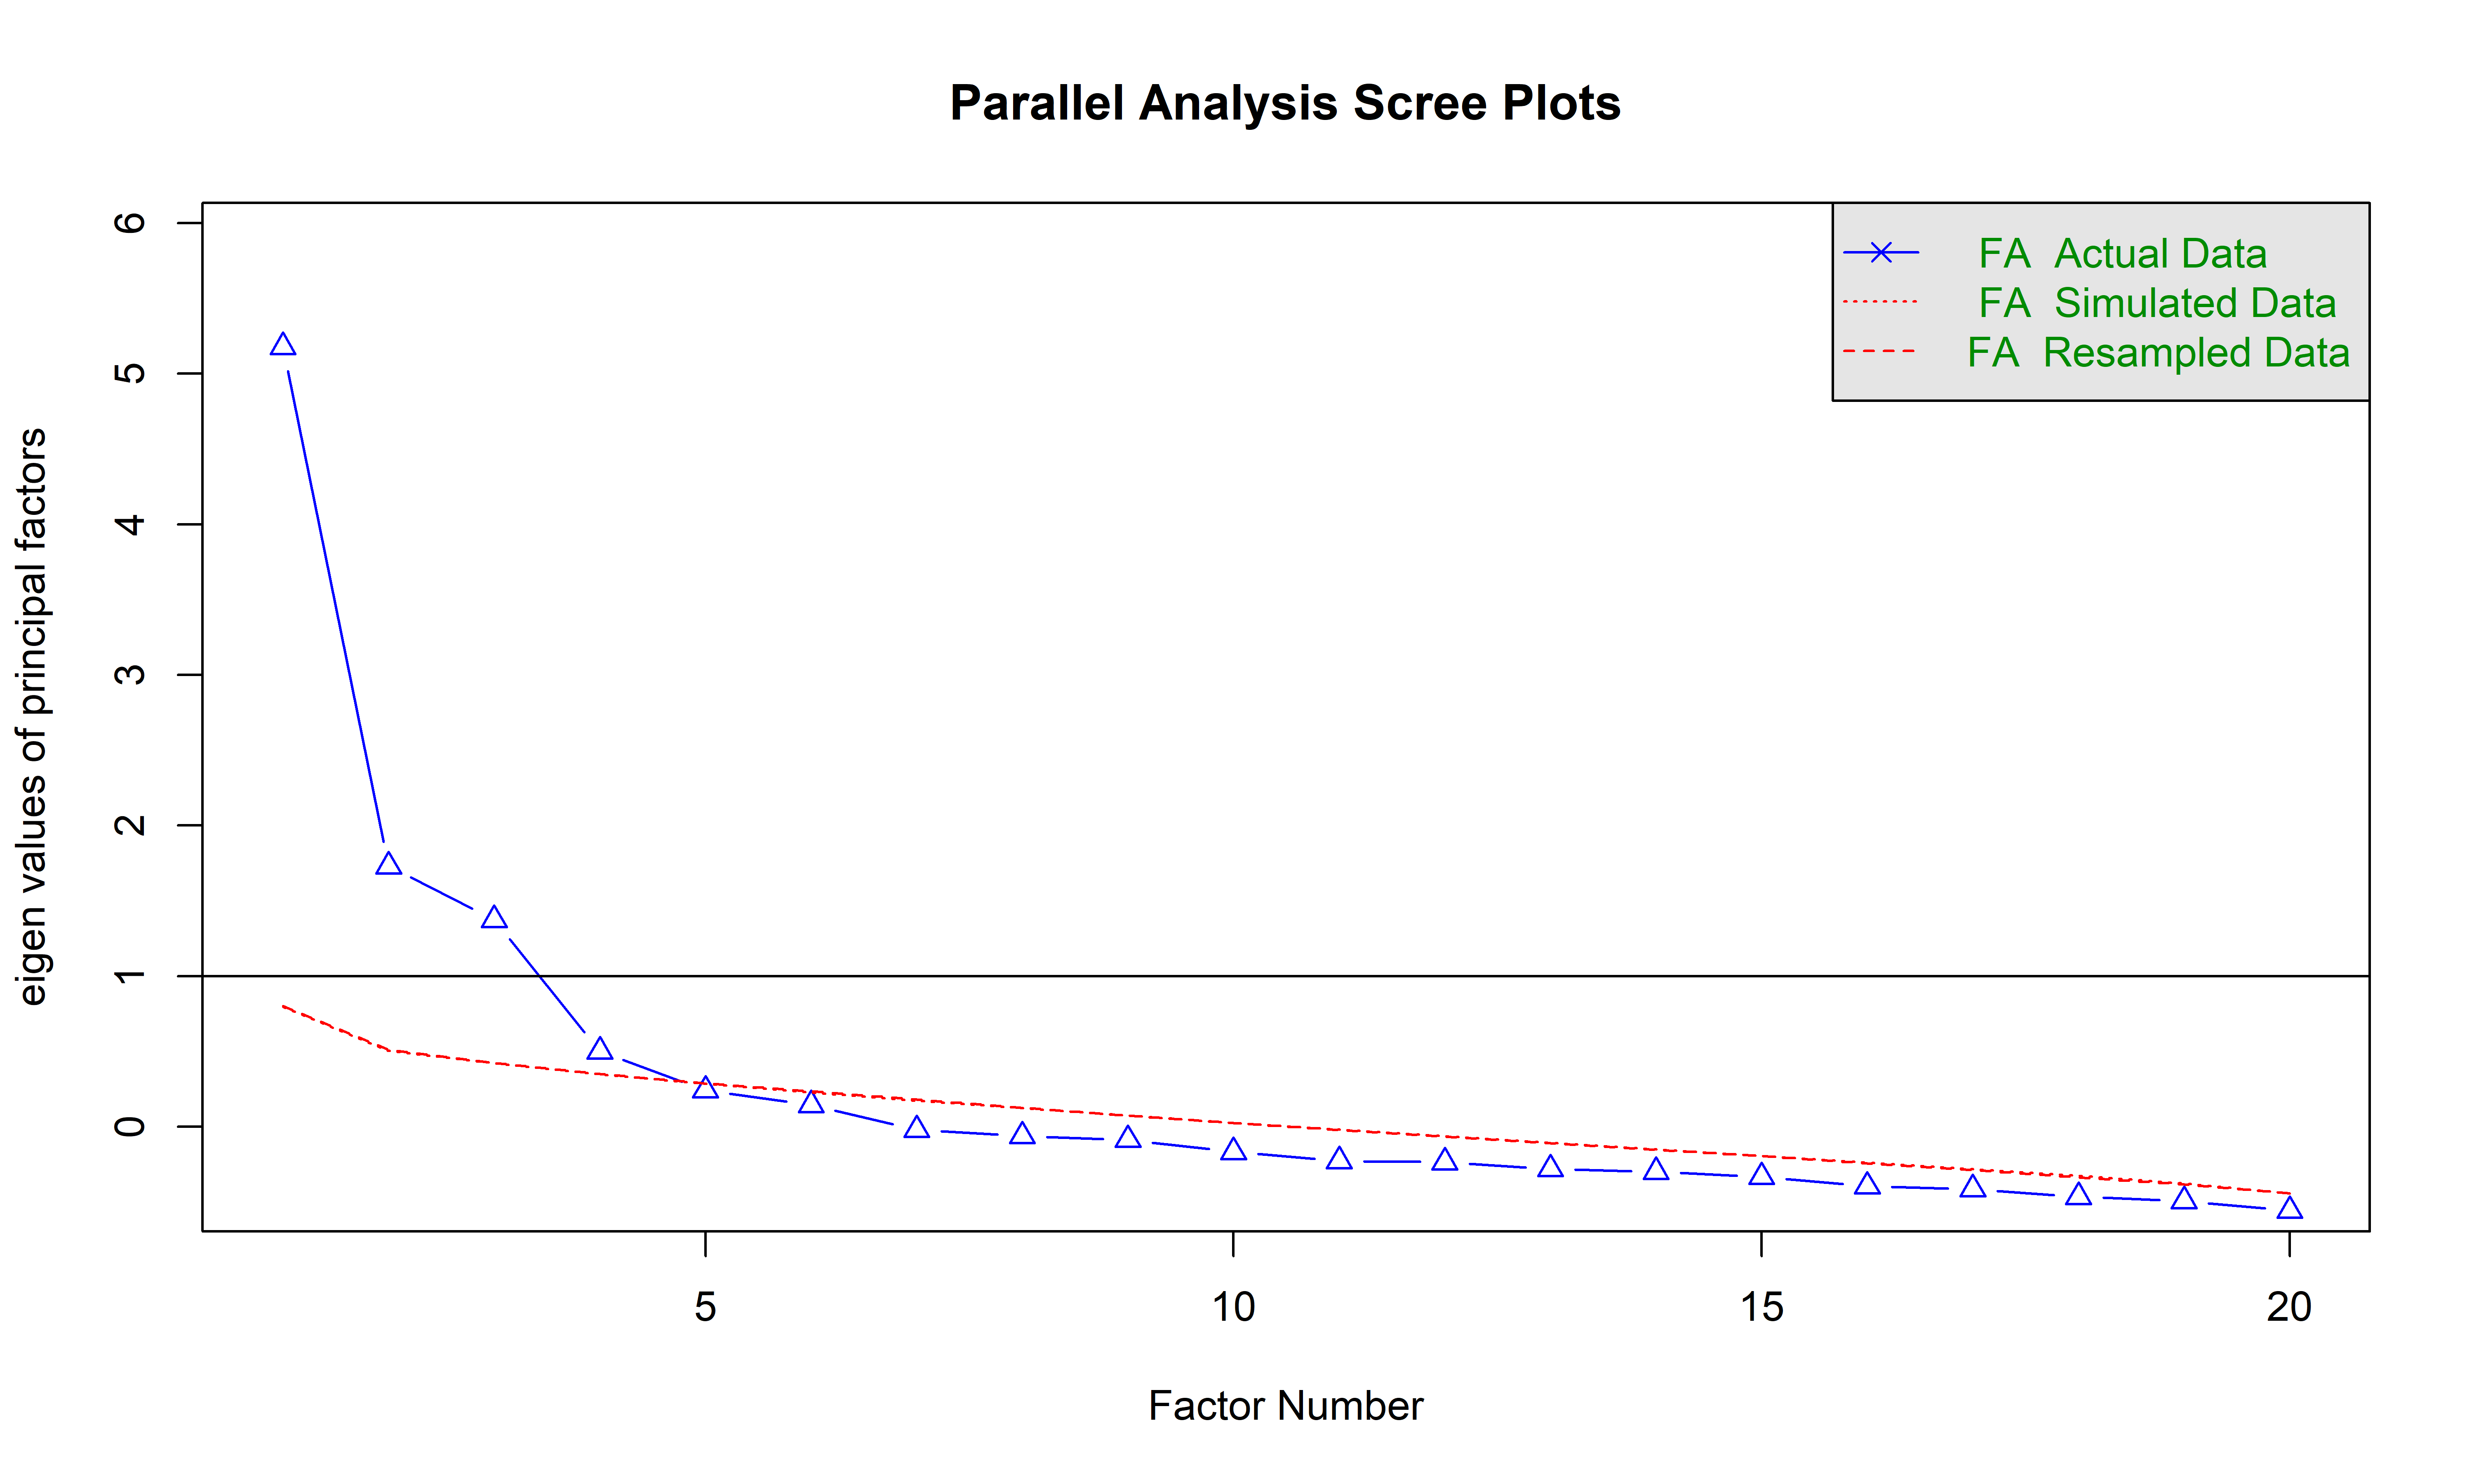 Parallel Analysis Scree Plots
eigen values of principal factors
6
5
4
3
2
1
0
FA Actual Data
FA Simulated Data
FA Resampled Data
5
10
15
20
Factor Number